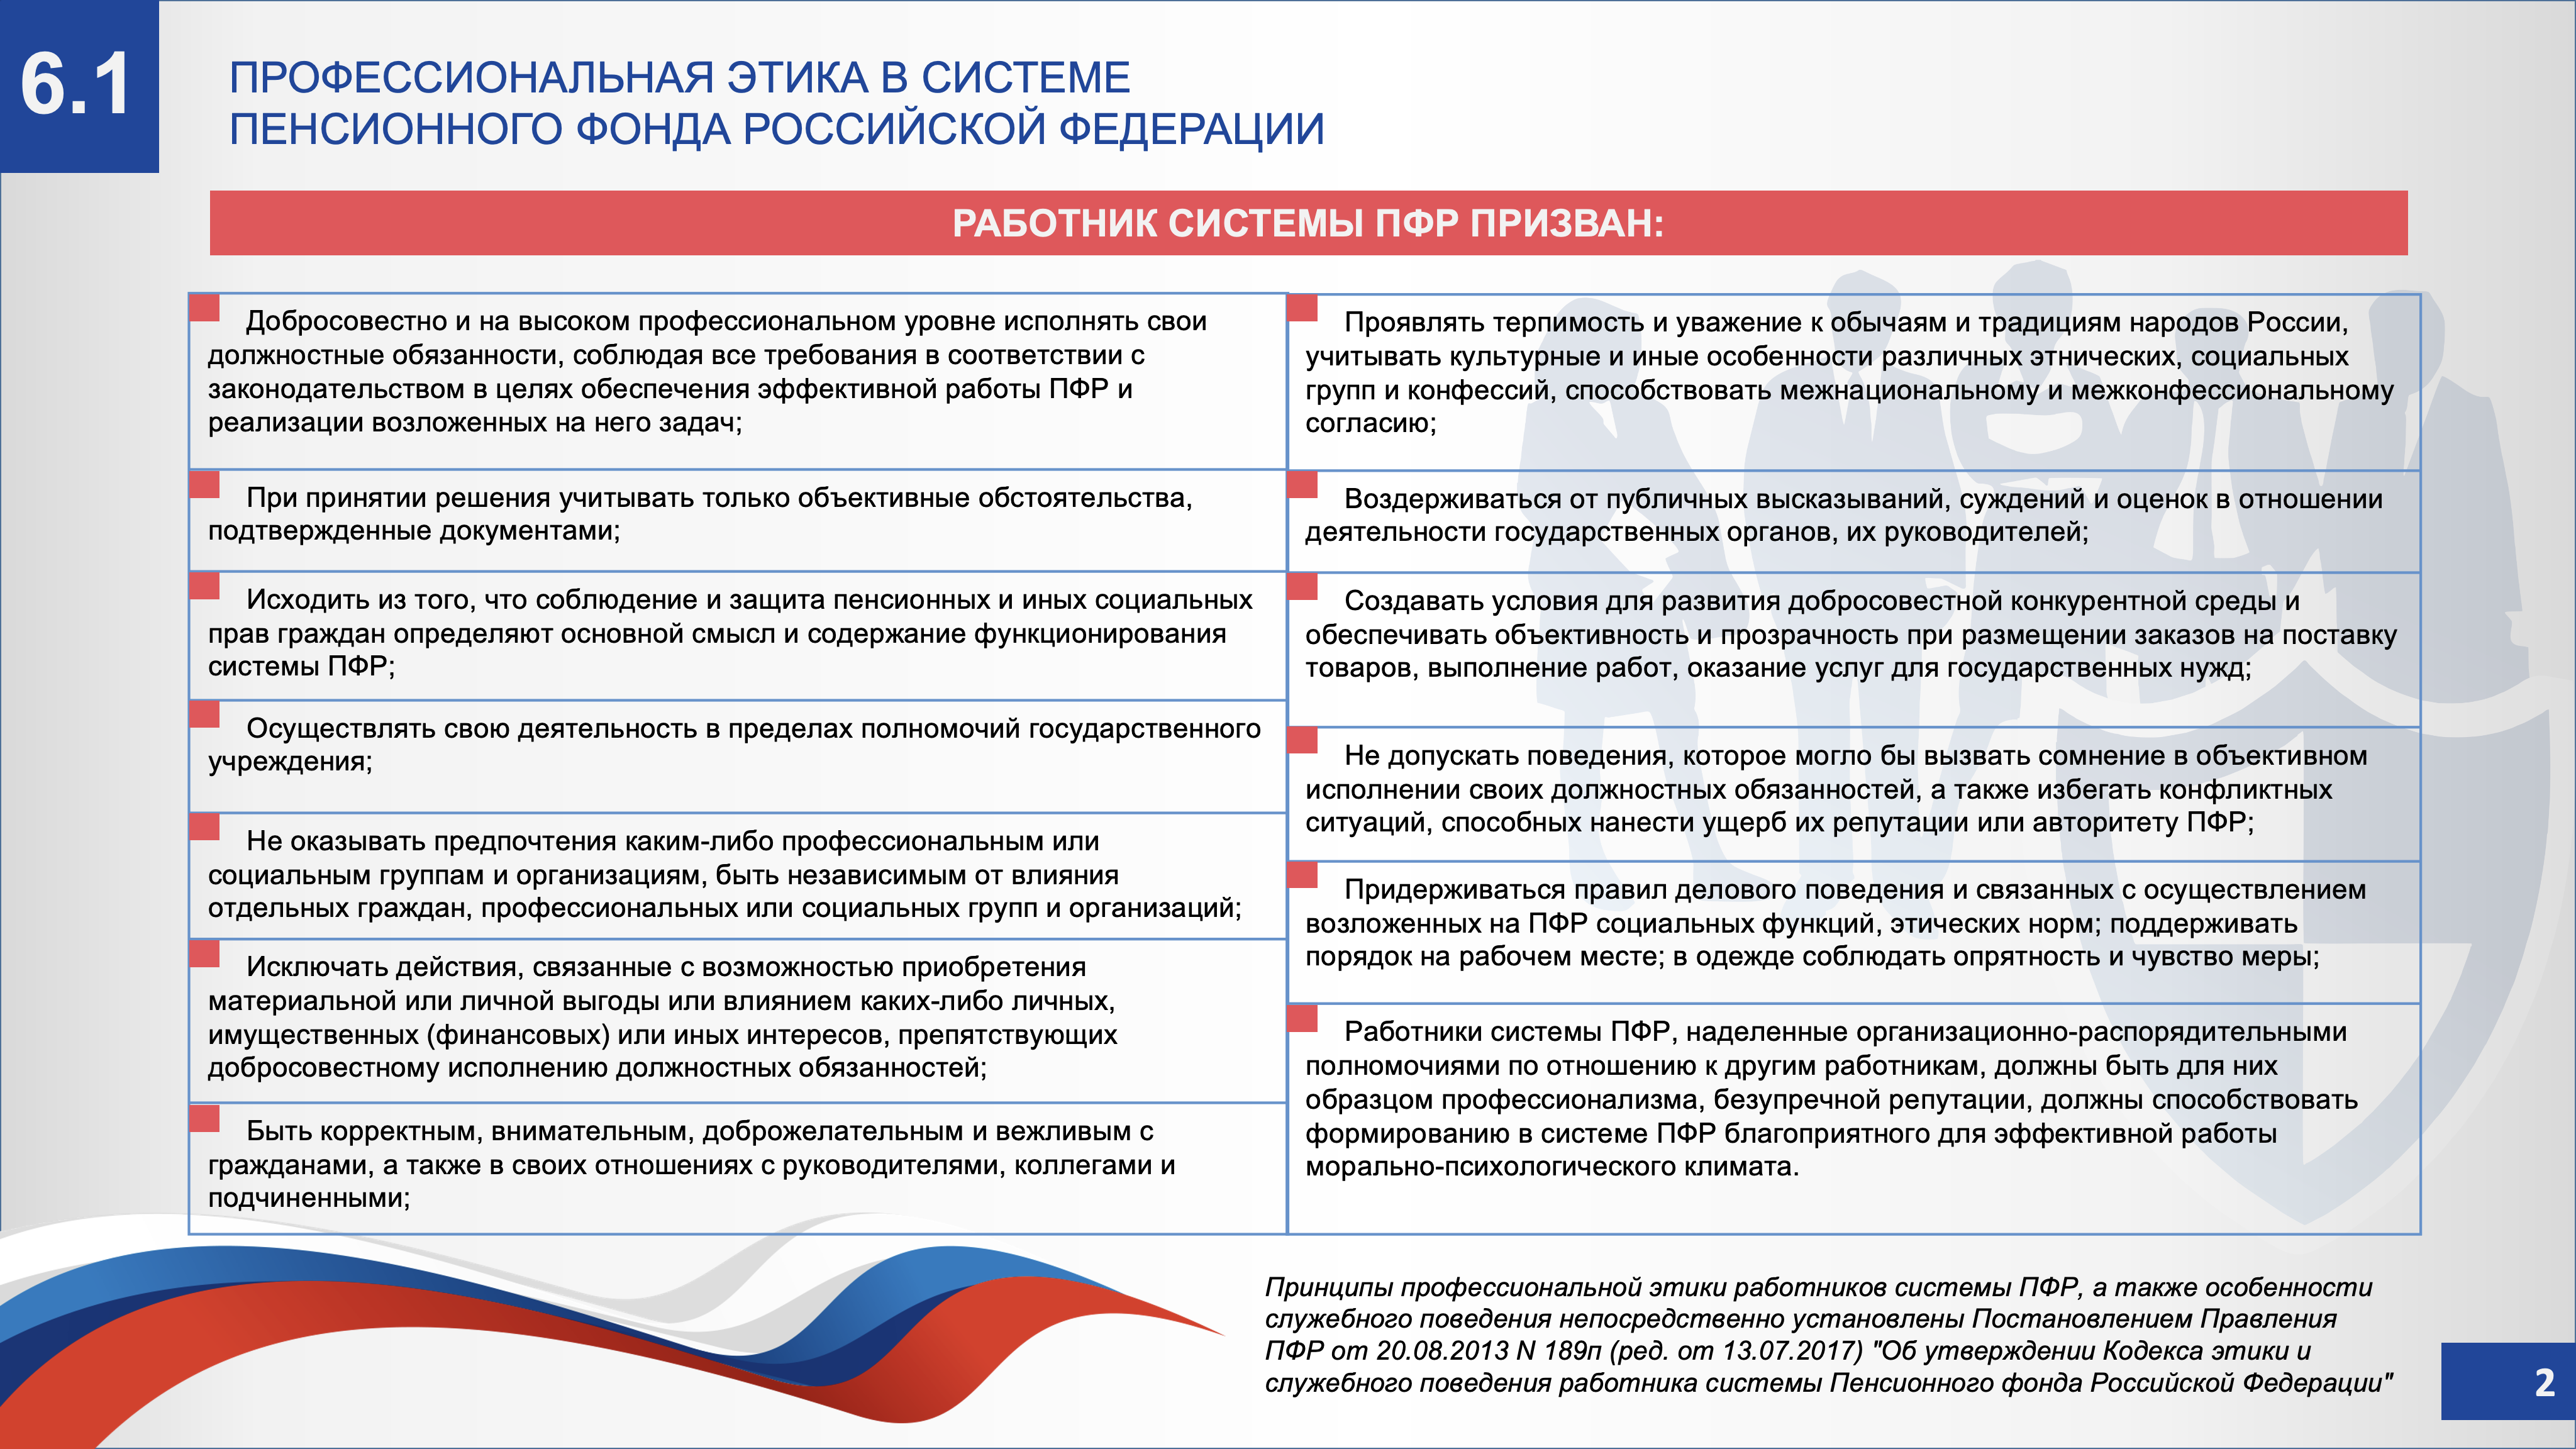 6.1
ПРОФЕССИОНАЛЬНАЯ ЭТИКА В СИСТЕМЕ
ПЕНСИОННОГО ФОНДА РОССИЙСКОЙ ФЕДЕРАЦИИ
РАБОТНИК СИСТЕМЫ ПФР ПРИЗВАН:
Добросовестно и на высоком профессиональном уровне исполнять свои
должностные обязанности, соблюдая все требования в соответствии с
законодательством в целях обеспечения эффективной работы ПФР и
реализации возложенных на него задач;
При принятии решения учитывать только объективные обстоятельства,
подтвержденные документами;
Исходить из того, что соблюдение и защита пенсионных и иных социальных
прав граждан определяют основной смысл и содержание функционирования
системы ПФР;
Осуществлять свою деятельность в пределах полномочий государственного
учреждения;
Не оказывать предпочтения каким-либо профессиональным или
социальным группам и организациям, быть независимым от влияния
отдельных граждан, профессиональных или социальных групп и организаций;
Исключать действия, связанные с возможностью приобретения
материальной или личной выгоды или влиянием каких-либо личных,
имущественных (финансовых) или иных интересов, препятствующих
добросовестному исполнению должностных обязанностей;
Быть корректным, внимательным, доброжелательным и вежливым с
гражданами, а также в своих отношениях с руководителями, коллегами и
подчиненными;
Проявлять терпимость и уважение к обычаям и традициям народов России,
учитывать культурные и иные особенности различных этнических, социальных
групп и конфессий, способствовать межнациональному и межконфессиональному
согласию;
Воздерживаться от публичных высказываний, суждений и оценок в отношении
деятельности государственных органов, их руководителей;
Создавать условия для развития добросовестной конкурентной среды и
обеспечивать объективность и прозрачность при размещении заказов на поставку
товаров, выполнение работ, оказание услуг для государственных нужд;
Не допускать поведения, которое могло бы вызвать сомнение в объективном
исполнении своих должностных обязанностей, а также избегать конфликтных
ситуаций, способных нанести ущерб их репутации или авторитету ПФР;
Придерживаться правил делового поведения и связанных с осуществлением
возложенных на ПФР социальных функций, этических норм; поддерживать
порядок на рабочем месте; в одежде соблюдать опрятность и чувство меры;
Работники системы ПФР, наделенные организационно-распорядительными
полномочиями по отношению к другим работникам, должны быть для них
образцом профессионализма, безупречной репутации, должны способствовать
формированию в системе ПФР благоприятного для эффективной работы
морально-психологического климата.
Принципы профессиональной этики работников системы ПФР, а также особенности
служебного поведения непосредственно установлены Постановлением Правления
ПФР от 20.08.2013 N 189п (ред. от 13.07.2017) "Об утверждении Кодекса этики и
служебного поведения работника системы Пенсионного фонда Российской Федерации"
2